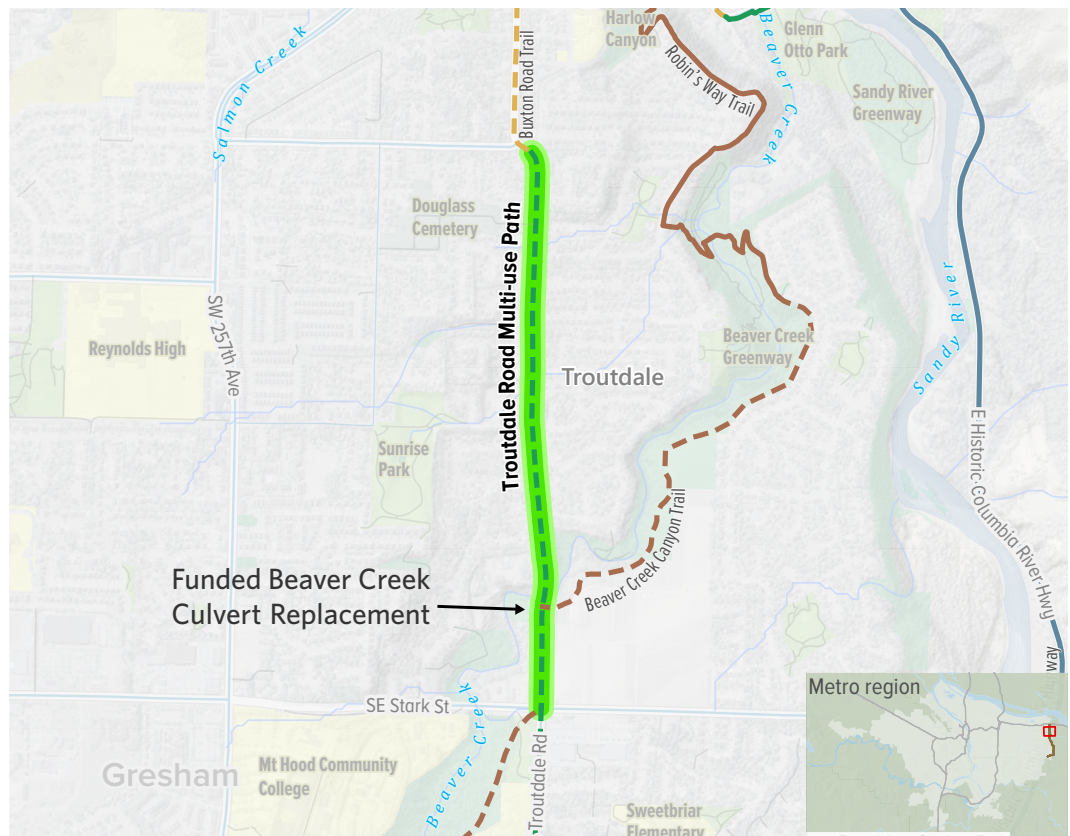 Harlow
Canyon
Beaver Creek
Glenn
Otto Park
Salmon Creek
Buxton Road Trail
Robin's Way Trail
Sandy River
Greenway
Douglass
Cemetery
Troutdale Road Multi-use Path
SW 257th Ave
Sandy River
Reynolds High
Beaver Creek
Greenway
Troutdale
Sunrise
Park
E Historic Columbia River Hwy
Beaver Creek Canyon Trail
Funded Beaver Creek
Culvert Replacement
way
SE Stark St
Metro region
Beaver Creek
Troutdale Rd
Gresham
Mt Hood Community
College
Sweetbriar
Elementary